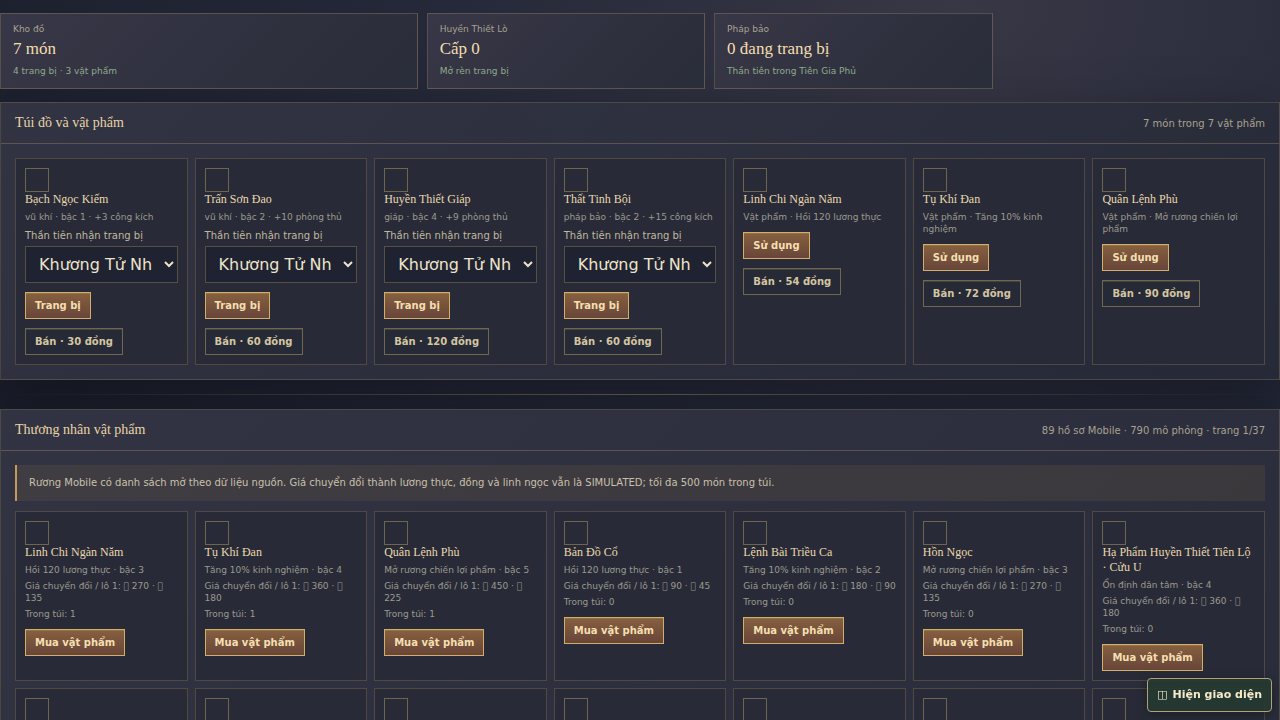 Kho đồ
7 món
4 trang bị · 3 vật phẩm
Huyền Thiết Lò
Cấp 0
Mở rèn trang bị
Pháp bảo
0 đang trang bị
Thần tiên trong Tiên Gia Phủ
Túi đồ và vật phẩm
7 món trong 7 vật phẩm
Bạch Ngọc Kiếm
vũ khí · bậc 1 · +3 công kích
Thần tiên nhận trang bị
Khương Tử Nh
Trang bị
Bán · 30 đồng
Trấn Sơn Đao
vũ khí · bậc 2 · +10 phòng thủ
Thần tiên nhận trang bị
Khương Tử Nh
Trang bị
Bán · 60 đồng
Huyền Thiết Giáp
giáp · bậc 4 · +9 phòng thủ
Thần tiên nhận trang bị
Khương Tử Nh
Trang bị
Bán · 120 đồng
Thất Tinh Bội
pháp bảo · bậc 2 · +15 công kích
Thần tiên nhận trang bị
Khương Tử Nh
Trang bị
Bán · 60 đồng
Linh Chi Ngàn Năm
Vật phẩm · Hồi 120 lương thực
Sử dụng
Bán · 54 đồng
Tụ Khí Đan
Vật phẩm · Tăng 10% kinh
nghiệm
Sử dụng
Bán · 72 đồng
Quân Lệnh Phù
Vật phẩm · Mở rương chiến lợi
phẩm
Sử dụng
Bán · 90 đồng
Thương nhân vật phẩm
89 hồ sơ Mobile · 790 mô phỏng · trang 1/37
Rương Mobile có danh sách mở theo dữ liệu nguồn. Giá chuyển đổi thành lương thực, đồng và linh ngọc vẫn là SIMULATED; tối đa 500 món trong túi.
Linh Chi Ngàn Năm
Hồi 120 lương thực · bậc 3
Giá chuyển đổi / lô 1: 270 ·
135
Trong túi: 1
Mua vật phẩm
Tụ Khí Đan
Tăng 10% kinh nghiệm · bậc 4
Giá chuyển đổi / lô 1: 360 ·
180
Trong túi: 1
Mua vật phẩm
Quân Lệnh Phù
Mở rương chiến lợi phẩm · bậc 5
Giá chuyển đổi / lô 1: 450 ·
225
Trong túi: 1
Mua vật phẩm
Bản Đồ Cổ
Hồi 120 lương thực · bậc 1
Giá chuyển đổi / lô 1: 90 · 45
Trong túi: 0
Mua vật phẩm
Lệnh Bài Triều Ca
Tăng 10% kinh nghiệm · bậc 2
Giá chuyển đổi / lô 1: 180 · 90
Trong túi: 0
Mua vật phẩm
Hồn Ngọc
Mở rương chiến lợi phẩm · bậc 3
Giá chuyển đổi / lô 1: 270 ·
135
Trong túi: 0
Mua vật phẩm
Hạ Phẩm Huyền Thiết Tiên Lộ
· Cửu U
Ổn định dân tâm · bậc 4
Giá chuyển đổi / lô 1: 360 ·
180
Trong túi: 0
Mua vật phẩm
Hiện giao diện